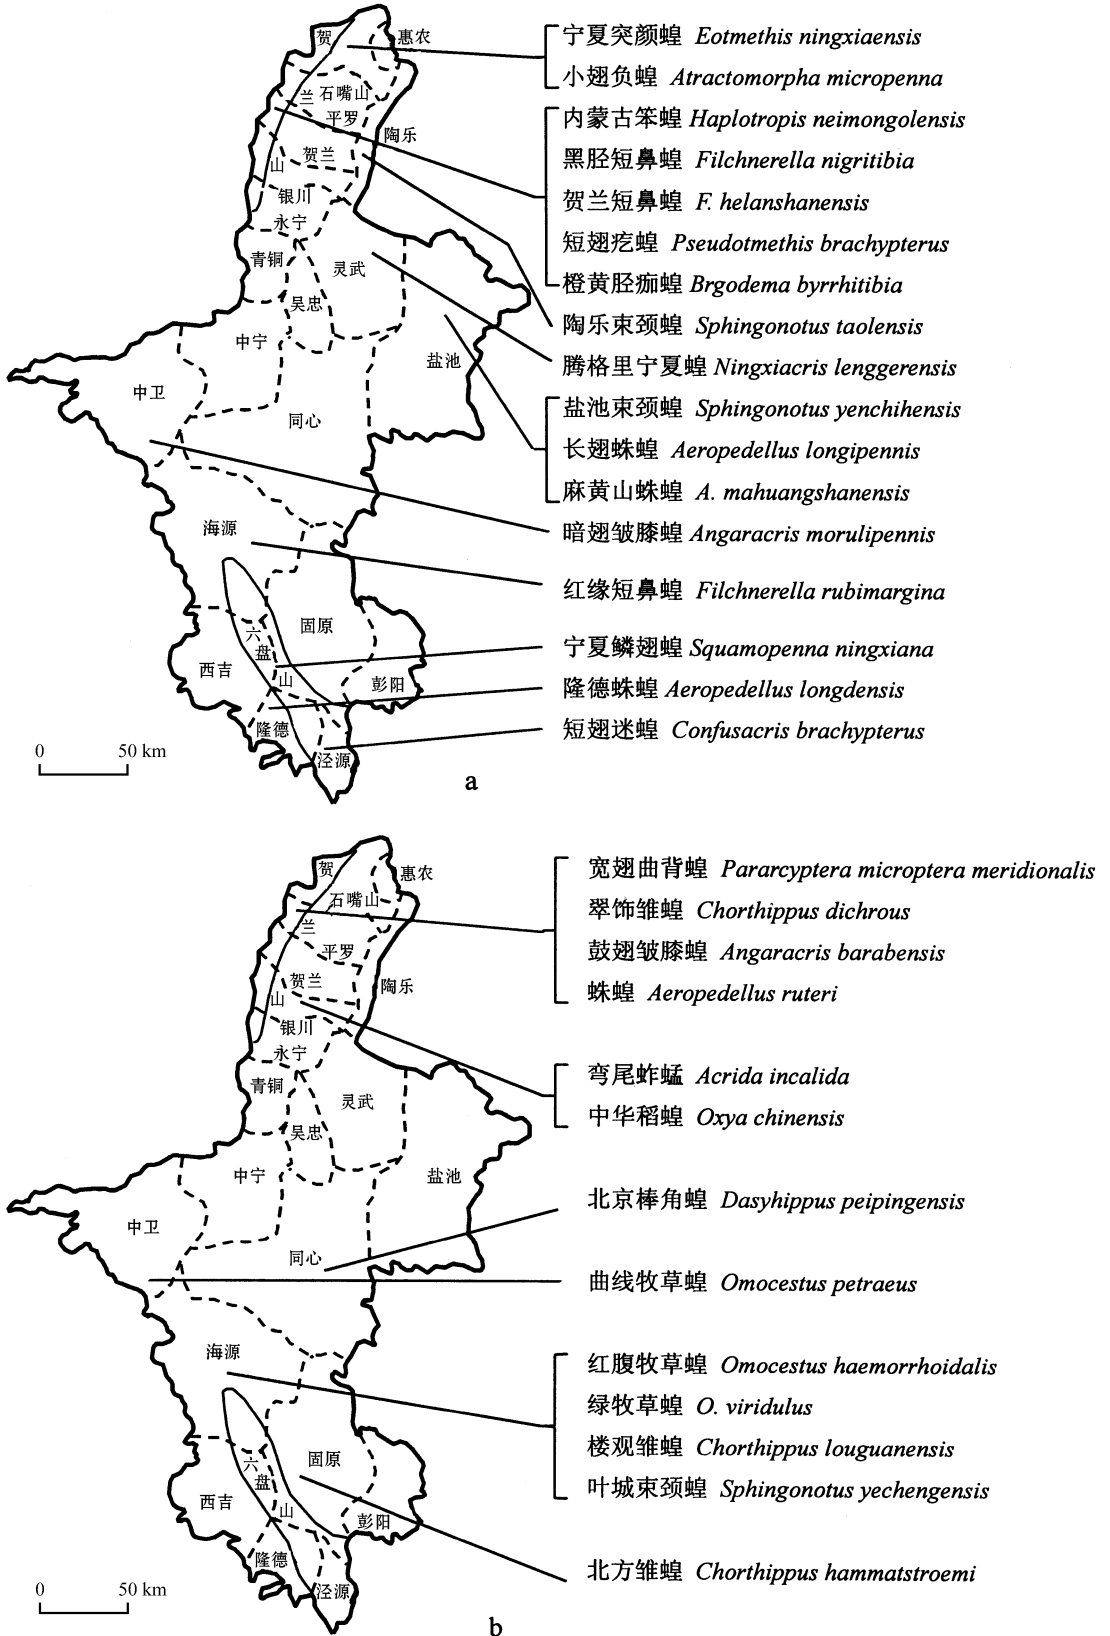 贺
惠农
宁夏突颜蝗 Eotmethis ningxiaensis
小翅负蝗 Atractomorpha micropenna
兰
石嘴山
平罗
陶乐
内蒙古笨蝗 Haplotropis neimongolensis
黑胫短鼻蝗 Filchnerella nigritibia
贺兰
山
贺兰短鼻蝗 F. helanshanensis
银川
永宁
短翅疙蝗 Pseudotmethis brachypterus
青铜
灵武
橙黄胫痂蝗 Brgodema byrrhitibia
吴忠
陶乐束颈蝗 Sphingonotus taolensis
中宁
盐池
腾格里宁夏蝗 Ningxiacris lenggerensis
中卫
同心
盐池束颈蝗 Sphingonotus yenchihensis
长翅蛛蝗 Aeropedellus longipennis
麻黄山蛛蝗 A. mahuangshanensis
海源
暗翅皱膝蝗 Angaracris morulipennis
红缘短鼻蝗 Filchnerella rubimargina
固原
六
盘
山
西吉
彭阳
宁夏鳞翅蝗 Squamopenna ningxiana
隆德蛛蝗 Aeropedellus longdensis
隆德
泾源
短翅迷蝗 Confusacris brachypterus
0 50 km
a
贺
惠农
宽翅曲背蝗 Pararcyptera microptera meridionalis
石嘴山
兰
翠饰雏蝗 Chorthippus dichrous
平罗
鼓翅皱膝蝗 Angaracris barabensis
贺兰
陶乐
山
蛛蝗 Aeropedellus ruteri
银川
永宁
青铜
灵武
弯尾蚱蜢 Acrida incalida
吴忠
中华稻蝗 Oxya chinensis
中宁
盐池
北京棒角蝗 Dasyhippus peipingensis
中卫
同心
曲线牧草蝗 Omocestus petraeus
海源
红腹牧草蝗 Omocestus haemorrhoidalis
绿牧草蝗 O. viridulus
楼观雏蝗 Chorthippus louguanensis
叶城束颈蝗 Sphingonotus yechengensis
固原
六
盘
山
西吉
彭阳
隆德
泾源
北方雏蝗 Chorthippus hammatstroemi
0 50 km
b